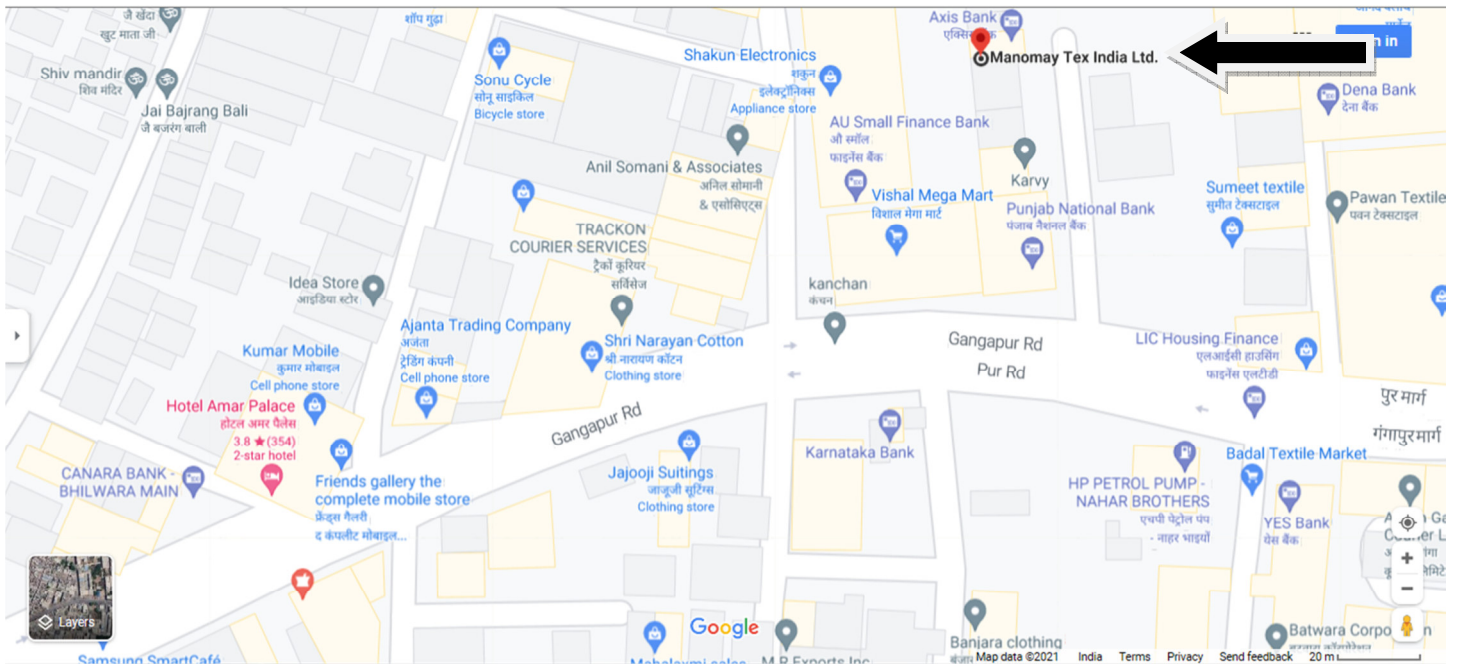 जै खेंदा
खुट माता जी
Shiv mandir
शिव मंदिर
Jai Bajrang Bali
जै बजरंग बाली
शॉप गुढ़ा
Sonu Cycle
सोनू साइकिल
Bicycle store
Shakun Electronics
शकुन
इलेक्ट्रॉनिक्स
Appliance store
Axis Bank
Manomay Tex India Ltd.
in
Dena Bank
देना बैंक
AU Small Finance Bank
औ स्मॉल
फाइनेंस बैंक
Anil Somani & Associates
अनिल सोमानी
& एसोसिएट्स
Karvy
Vishal Mega Mart
विशाल मेगा मार्ट
Punjab National Bank
पंजाब नैशनल बैंक
Sumeet textile
सुमीत टेक्सटाइल
Pawan Textile
पवन टेक्सटाइल
TRACKON
COURIER SERVICES
ट्रैकों कूरियर
सर्विसेज
Idea Store
आइडिया स्टोर
kanchan
कंचन
Ajanta Trading Company
अजंता
ट्रेडिंग कंपनी
Cell phone store
Shri Narayan Cotton
श्री नारायण कॉटन
Clothing store
Kumar Mobile
कुमार मोबाइल
Cell phone store
Gangapur Rd
Pur Rd
LIC Housing Finance
एलआईसी हाउसिंग
फाइनेंस एलटीडी
पुर मार्ग
गंगापुर मार्ग
Hotel Amar Palace
होटल अमर पैलेस
3.8 ★ (354)
2-star hotel
Gangapur Rd
CANARA BANK -
BHILWARA MAIN
Friends gallery the
complete mobile store
फ्रेंड्स गैलरी
द कंपलीट मोबाइल...
Jajooji Suitings
जाजूजी सूटिंग्स
Clothing store
Karnataka Bank
HP PETROL PUMP -
NAHAR BROTHERS
एचपी पेट्रोल पंप
- नाहर भाइयों
Badal Textile Market
YES Bank
येस बैंक
Layers
Google
Samsung SmartCafé
Mahalaxmi sales
M R Exports Inc
Banjara clothing
Batwara Corpo
Map data ©2021 India Terms Privacy Send feedback 20 m